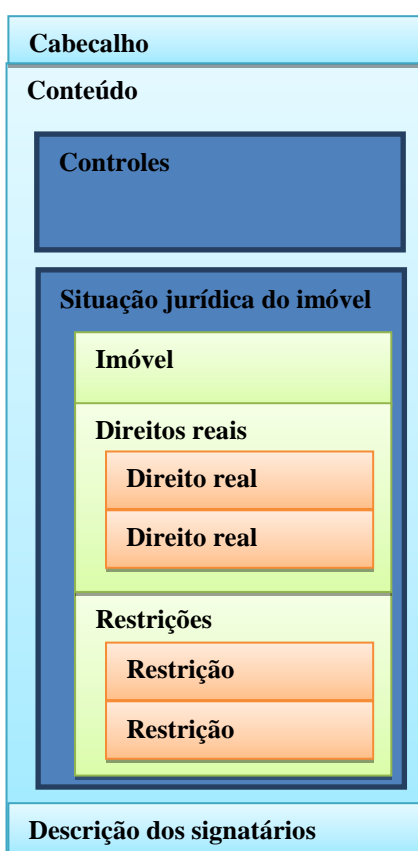 Cabecalho
Conteúdo
Controles
Situação jurídica do imóvel
Imóvel
Direitos reais
Direito real
Direito real
Restrições
Restrição
Restrição
Descrição dos signatários